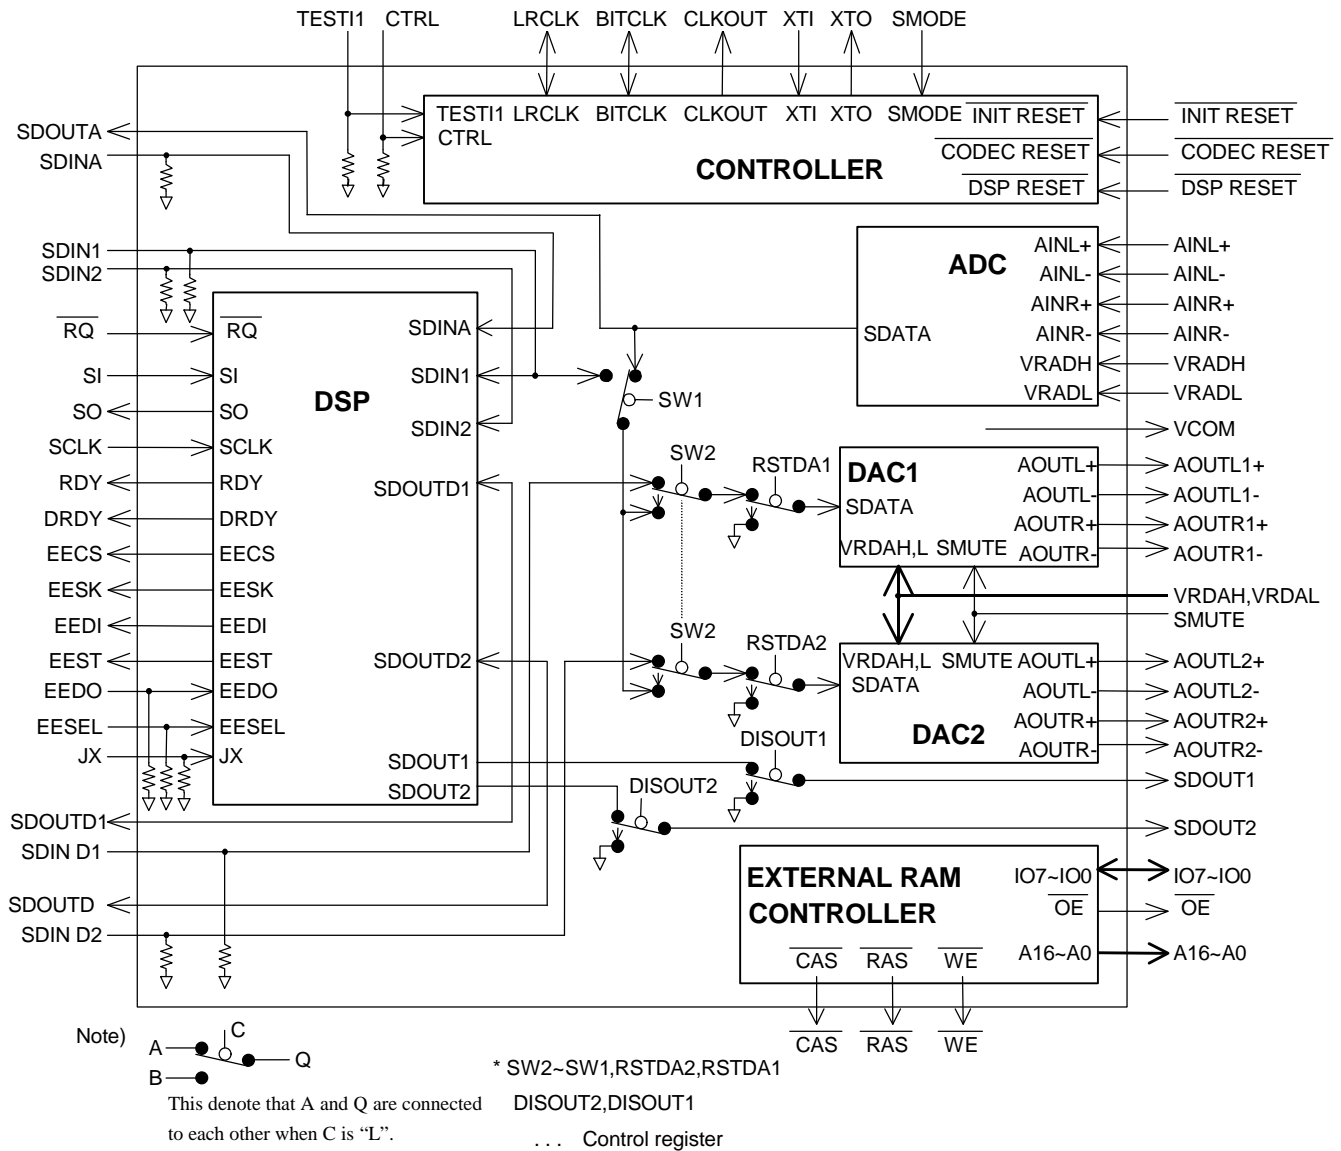 TESTI1 CTRL LRCLK BITCLK CLKOUT XTI XTO SMODE
TESTI1 LRCLK BITCLK CLKOUT XTI XTO SMODE INIT RESET
CTRL
CODEC RESET
CONTROLLER
DSP RESET
INIT RESET
CODEC RESET
DSP RESET
SDOUTA
SDINA
SDIN1
SDIN2
RQ
SI
SO
SCLK
RDY
DRDY
EECS
EESK
EEDI
EEST
EEDO
EESEL
JX
SDOUTD1
SDIN D1
SDOUTD
SDIN D2
RQ
SI
SO
SCLK
RDY
DRDY
EECS
EESK
EEDI
EEST
EEDO
EESEL
JX
DSP
SDINA
SDIN1
SDIN2
SDOUTD1
SDOUTD2
SDOUT1
SDOUT2
SW1
SW2
RSTDA1
SW2
RSTDA2
DISOUT1
DISOUT2
ADC
SDATA
AINL+
AINL-
AINR+
AINR-
VRADH
VRADL
AINL+
AINL-
AINR+
AINR-
VRADH
VRADL
VCOM
DAC1
SDATA
VRDAH,L SMUTE
AOUTL+
AOUTL-
AOUTR+
AOUTR-
AOUTL1+
AOUTL1-
AOUTR1+
AOUTR1-
VRDAH,VRDAL
SMUTE
VRDAH,L SMUTE AOUTL+
SDATA
AOUTL-
AOUTR+
DAC2
AOUTR-
AOUTL2+
AOUTL2-
AOUTR2+
AOUTR2-
SDOUT1
SDOUT2
EXTERNAL RAM
CONTROLLER
IO7~IO0
OE
A16~A0
CAS RAS WE
IO7~IO0
OE
A16~A0
CAS RAS WE
Note)
A
B
C
Q
This denote that A and Q are connected
to each other when C is “L”.
* SW2~SW1,RSTDA2,RSTDA1
DISOUT2,DISOUT1
. . . Control register